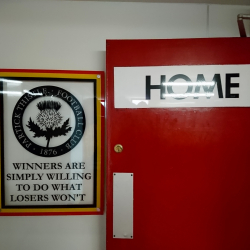 PARTICK THISTLE FOOTBALL CLUB
1876
WINNERS ARE
SIMPLY WILLING
TO DO WHAT
LOSERS WON'T
HOME